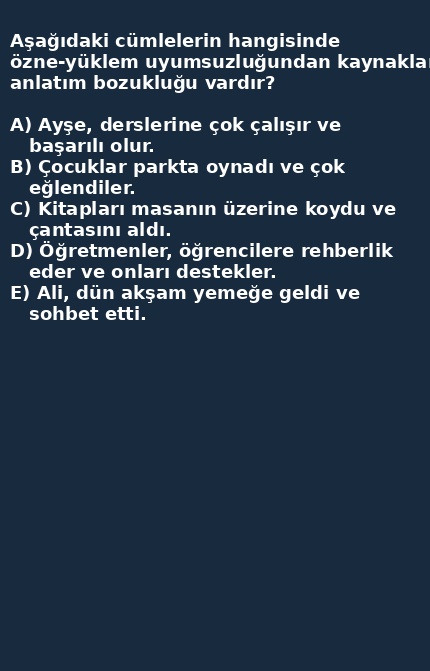 Aşağıdaki cümlelerin hangisinde
özne-yüklem uyumsuzluğundan
anlatım bozukluğu vardır?
A) Ayşe, derslerine çok çalışır ve
başarılı olur.
B) Çocuklar parkta oynadı ve çok
eğlendiler.
C) Kitapları masanın üzerine koydu ve
çantasını aldı.
D) Öğretmenler, öğrencilere rehberlik
eder ve onları destekler.
E) Ali, dün akşam yemeğe geldi ve
sohbet etti.